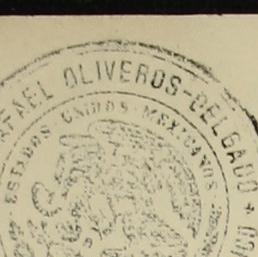 RAFAEL OLIVEROS-DELGADO
ESTADOS UNIDOS MEXICANOS